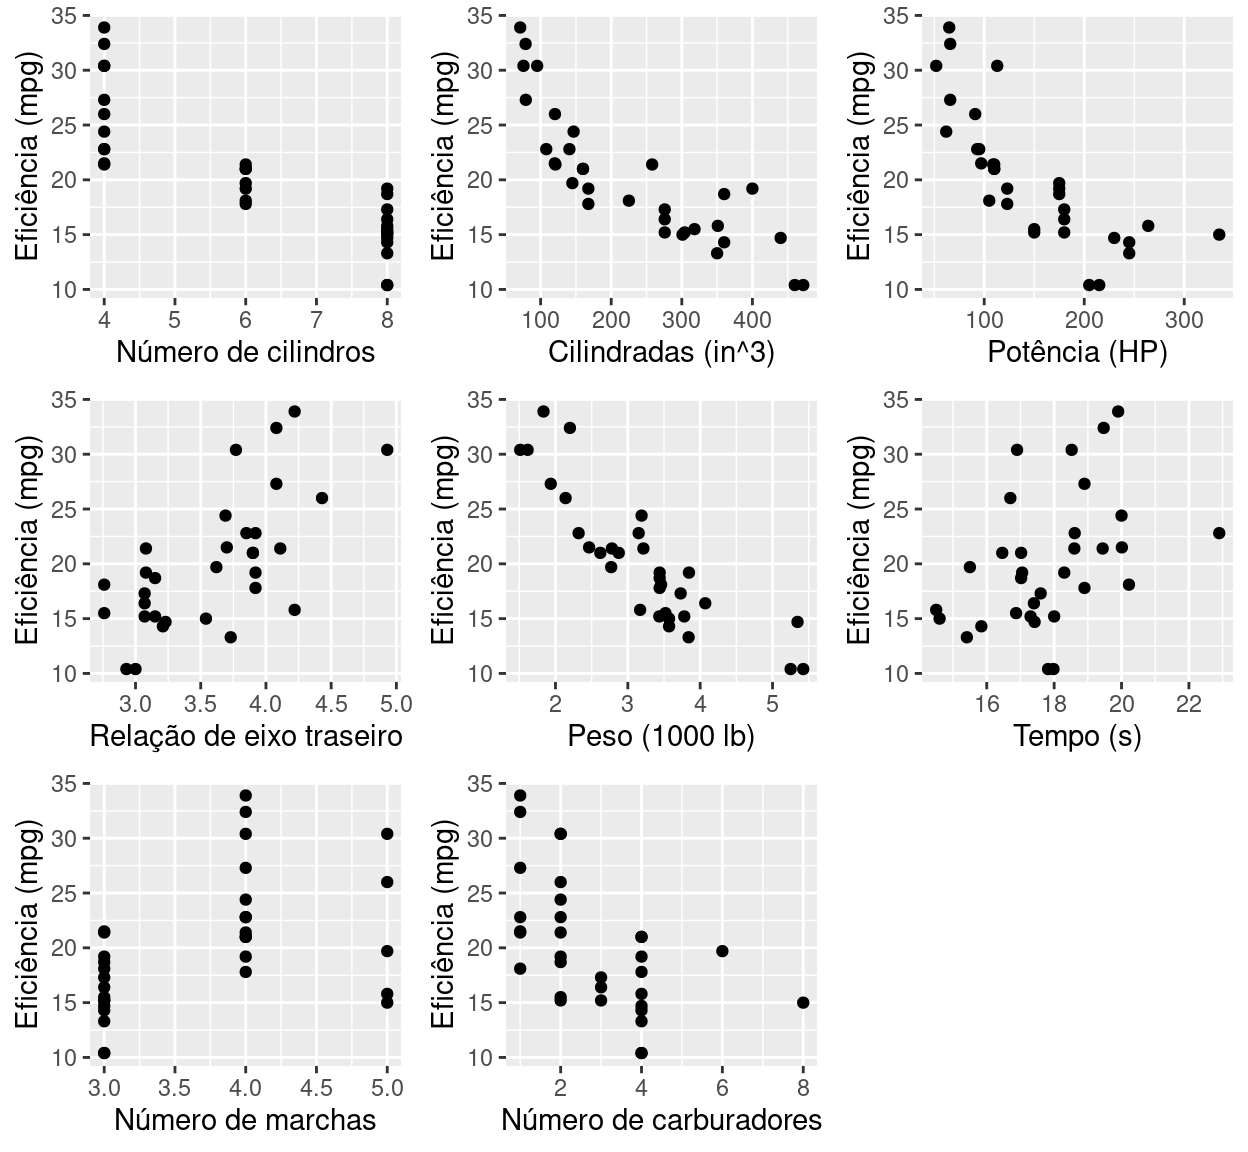 35
30
25
20
15
10
Eficiência (mpg)
4 5 6 7 8
Número de cilindros
35
30
25
20
15
10
Eficiência (mpg)
100 200 300 400
Cilindradas (in^3)
35
30
25
20
15
10
Eficiência (mpg)
100 200 300
Potência (HP)
35
30
25
20
15
10
Eficiência (mpg)
3.0 3.5 4.0 4.5 5.0
Relação de eixo traseiro
35
30
25
20
15
10
Eficiência (mpg)
2 3 4 5
Peso (1000 lb)
35
30
25
20
15
10
Eficiência (mpg)
16 18 20 22
Tempo (s)
35
30
25
20
15
10
Eficiência (mpg)
3.0 3.5 4.0 4.5 5.0
Número de marchas
35
30
25
20
15
10
Eficiência (mpg)
2 4 6 8
Número de carburadores